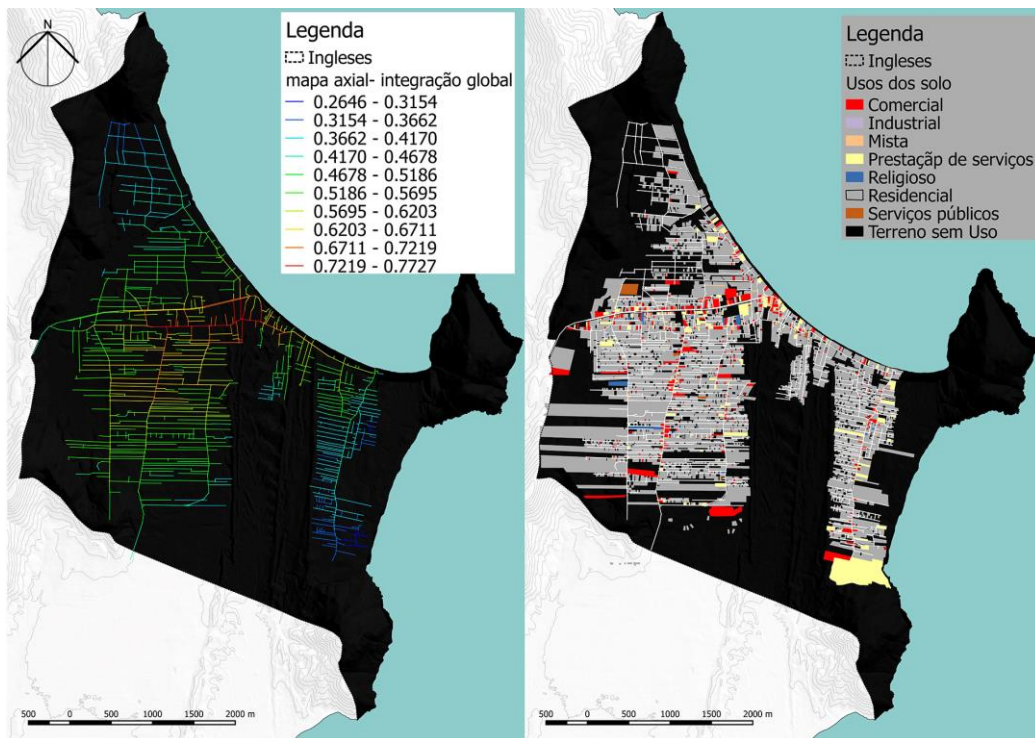 N
Legenda
Ingleses
mapa axial- integração global
0.2646 - 0.3154
0.3154 - 0.3662
0.3662 - 0.4170
0.4170 - 0.4678
0.4678 - 0.5186
0.5186 - 0.5695
0.5695 - 0.6203
0.6203 - 0.6711
0.6711 - 0.7219
0.7219 - 0.7727
500 0 500 1000 1500 2000 m
Legenda
Ingleses
Usos dos solo
Comercial
Industrial
Mista
Prestaçãp de serviços
Religioso
Residencial
Serviços públicos
Terreno sem Uso
500 0 500 1000 1500 2000 m